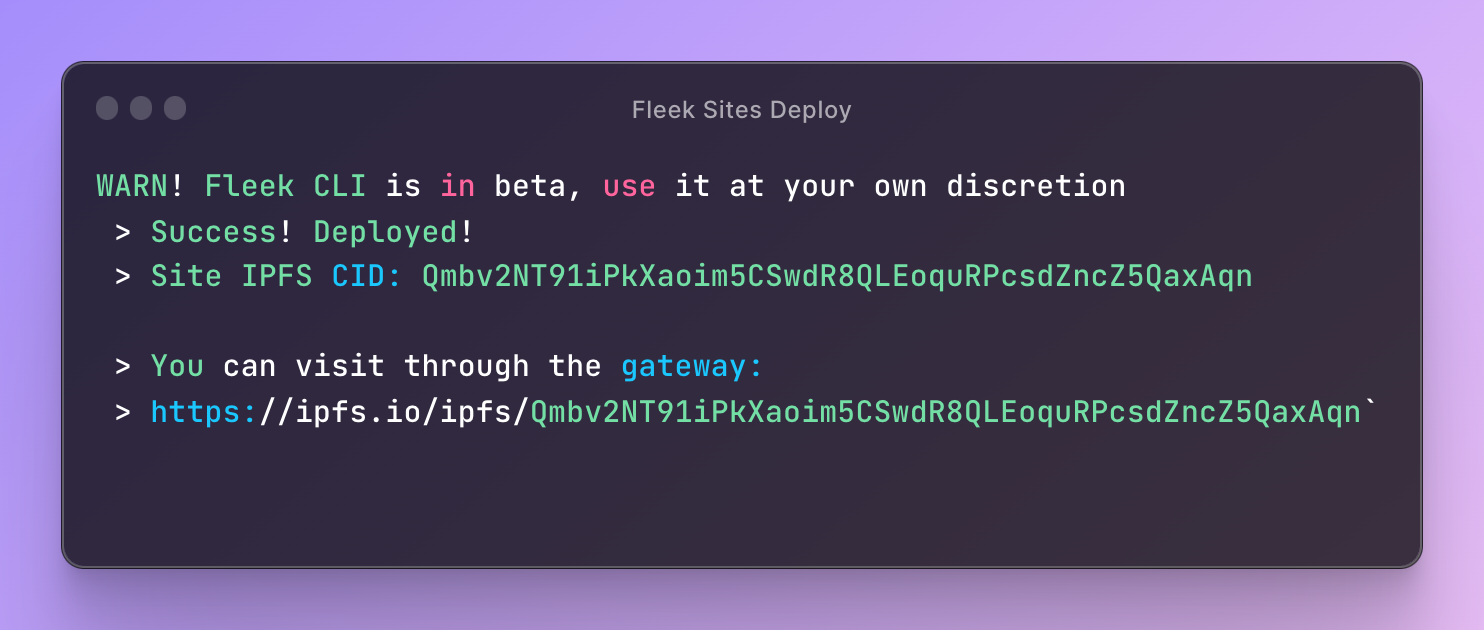 Fleek Sites Deploy
WARN! Fleek CLI is in beta, use it at your own discretion
> Success! Deployed!
> Site IPFS CID: Qmbv2NT91iPkXaoim5CSwdR8QLEoquRPcsdZncZ5QaxAqn
> You can visit through the gateway:
> https://ipfs.io/ipfs/Qmbv2NT91iPkXaoim5CSwdR8QLEoquRPcsdZncZ5QaxAqn`